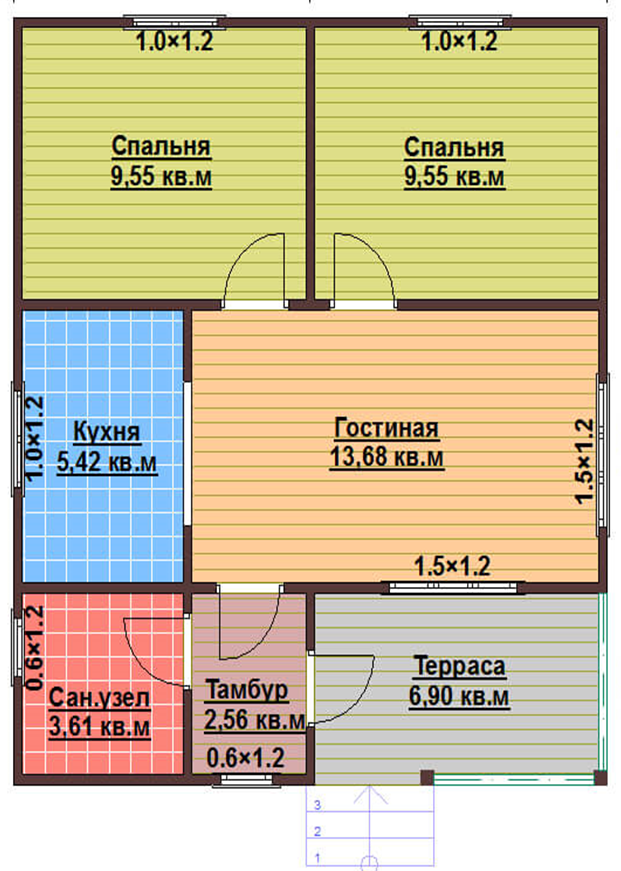 1.0×1.2
1.0×1.2
Спальня
9,55 кв.м
Спальня
9,55 кв.м
1.0×1.2
Кухня
5,42 кв.м
Гостиная
13,68 кв.м
1.5×1.2
1.5×1.2
0.6×1.2
Сан.узел
3,61 кв.м
Тамбур
2,56 кв.м
0.6×1.2
Терраса
6,90 кв.м
3
2
1